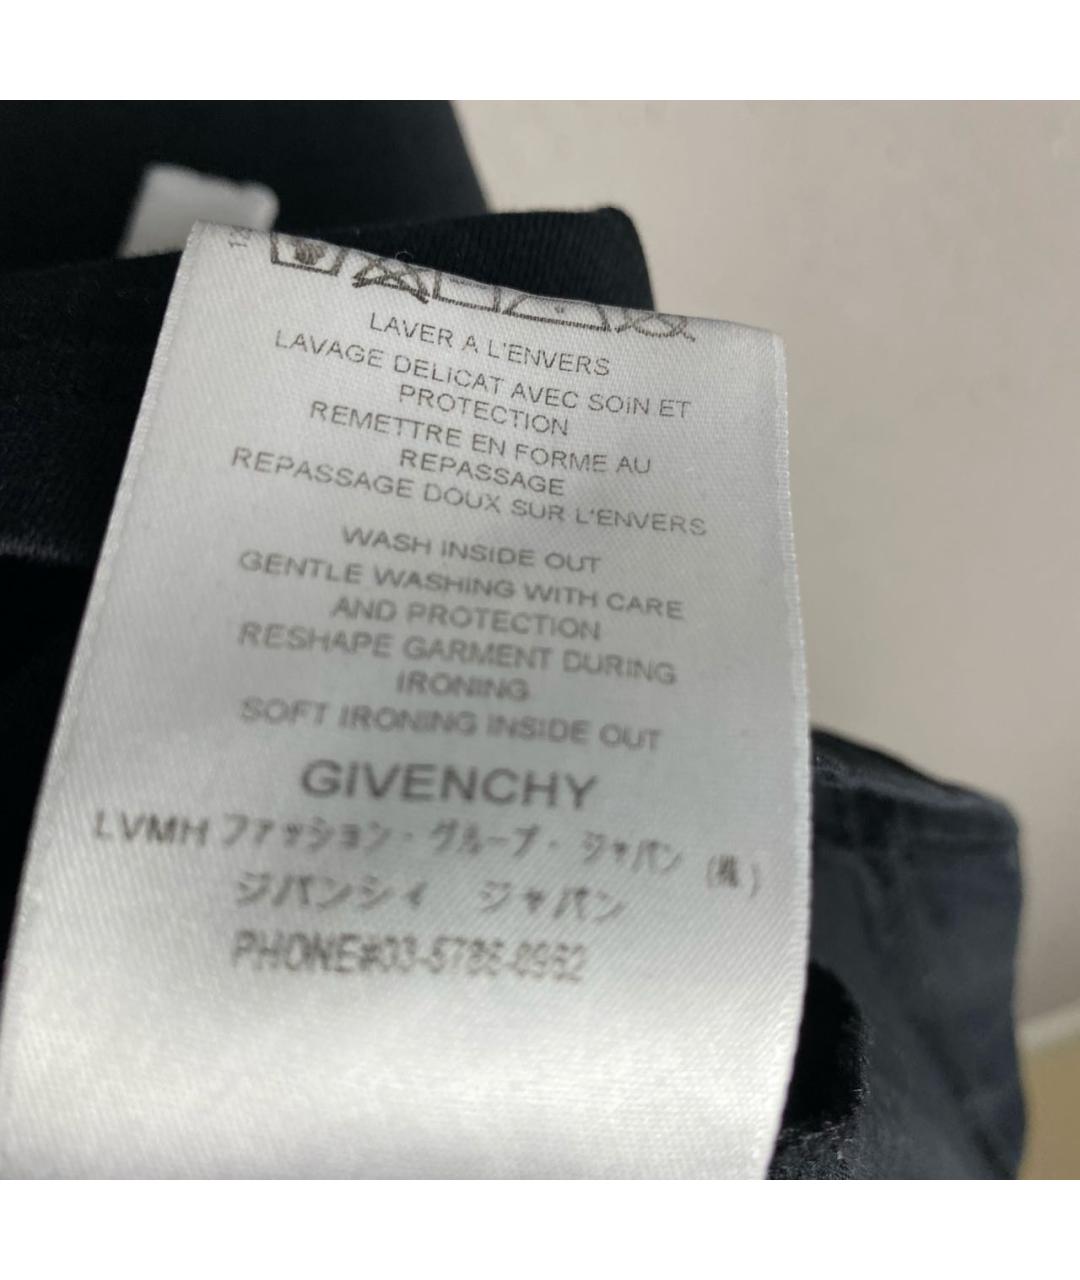 LAVER A L'ENVERS
LAVAGE DELICAT AVEC SOIN ET
PROTECTION
REMETTRE EN FORME AU
REPASSAGE
REPASSAGE DOUX SUR L'ENVERS
WASH INSIDE OUT
GENTLE WASHING WITH CARE
AND PROTECTION
RESHAPE GARMENT DURING
IRONING
SOFT IRONING INSIDE OUT
GIVENCHY
LVMH ファッション・グループ・ジャパン (株)
ジバンシィ ジャパン
PHONE#03-5786-8962